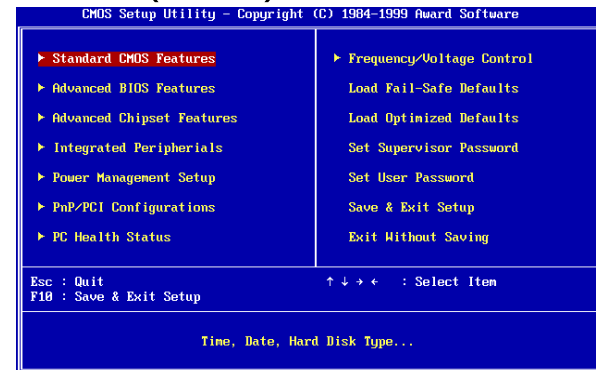 CMOS Setup Utility - Copyright (C) 1984-1999 Award Software
▶ Standard CMOS Features
▶ Advanced BIOS Features
▶ Advanced Chipset Features
▶ Integrated Peripherials
▶ Power Management Setup
▶ PnP/PCI Configurations
▶ PC Health Status
▶ Frequency/Voltage Control
Load Fail-Safe Defaults
Load Optimized Defaults
Set Supervisor Password
Set User Password
Save & Exit Setup
Exit Without Saving
Esc : Quit
F10 : Save & Exit Setup
↑ ↓ → ← : Select Item
Time, Date, Hard Disk Type...